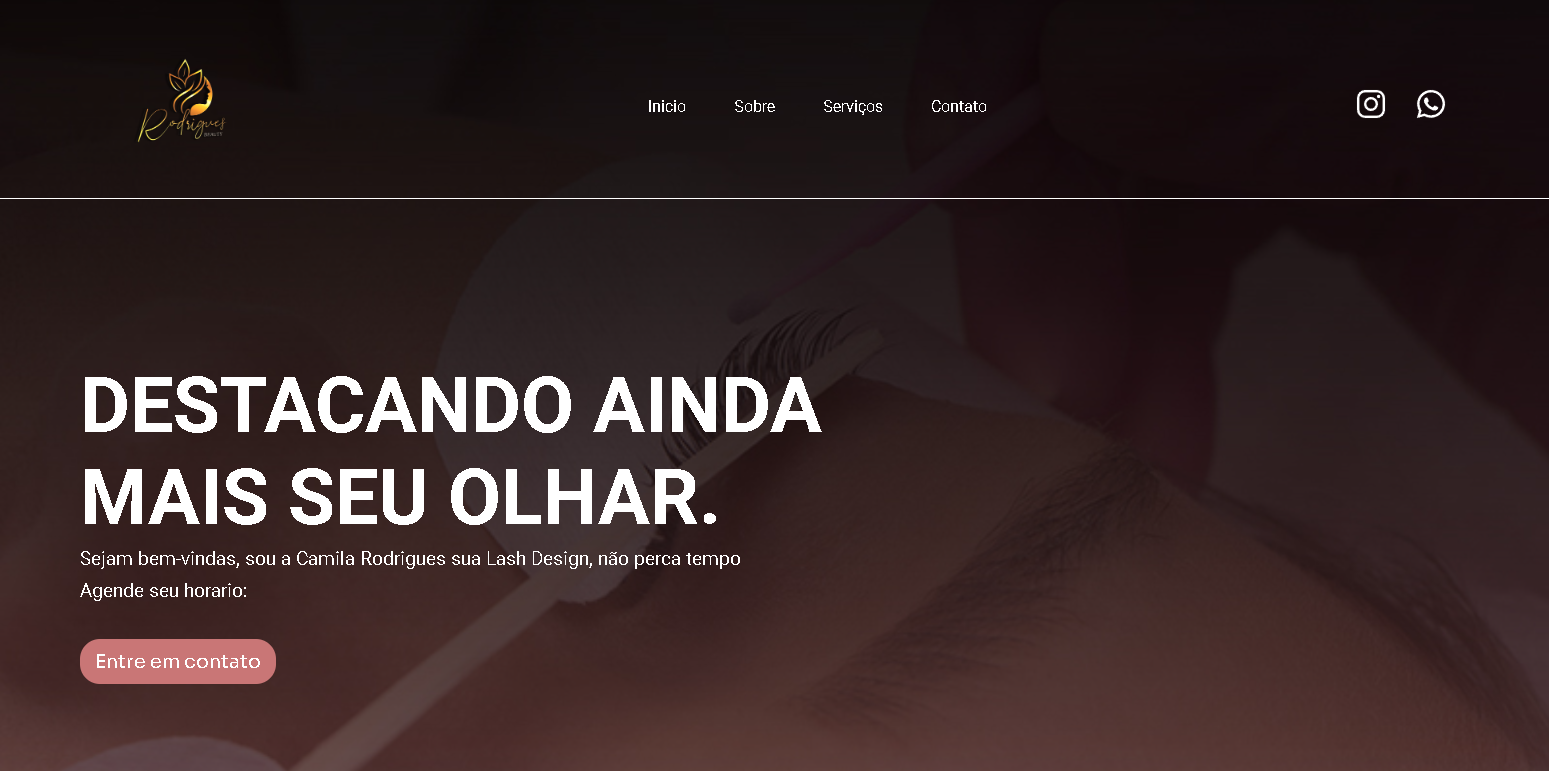 Rodrigues
BEAUTY
Inicio
Sobre
Serviços
Contato
DESTACANDO AINDA
MAIS SEU OLHAR.
Sejam bem-vindas, sou a Camila Rodrigues sua Lash Design, não perca tempo
Agende seu horario:
Entre em contato